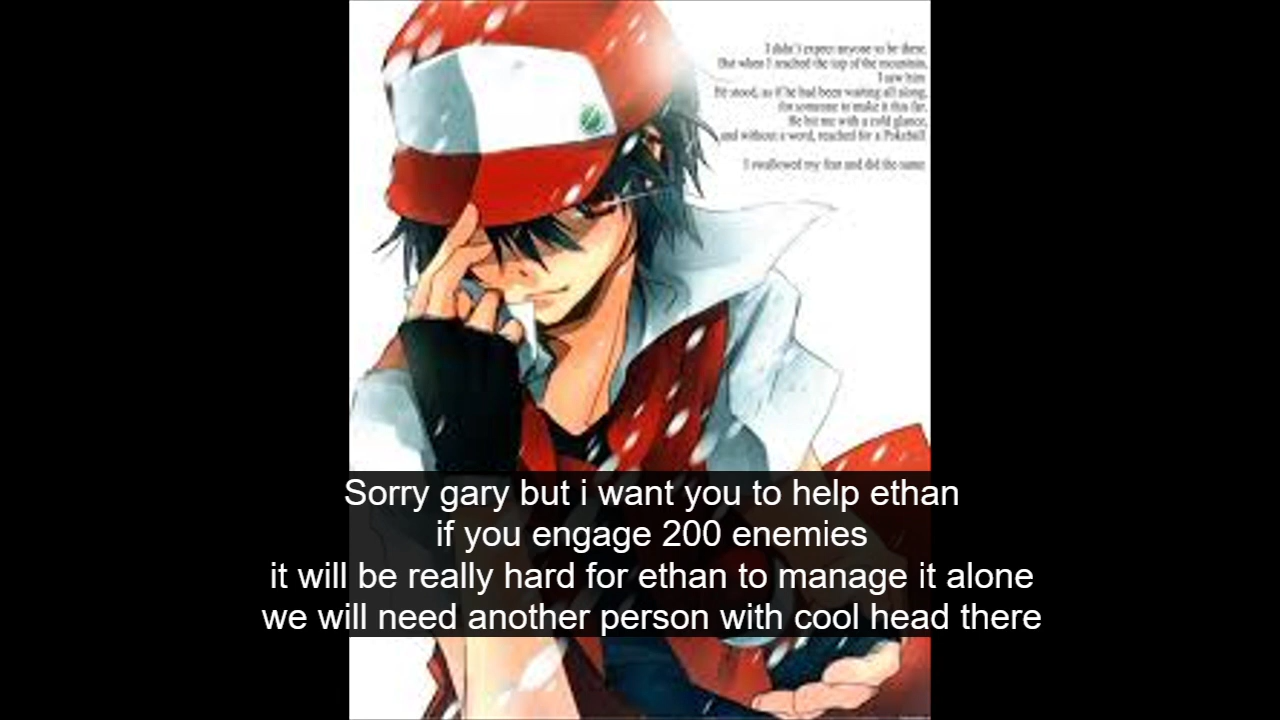 I didn't expect anyone to be there.
But when I reached the top of the mountain,
I saw him
He stood, as if he had been waiting all along,
for someone to make it this far.
He hit me with a cold glance,
and without a word, reached for a Pokéball
I swallowed my fear and did the same
Sorry gary but i want you to help ethan
if you engage 200 enemies
it will be really hard for ethan to manage it alone
we will need another person with cool head there